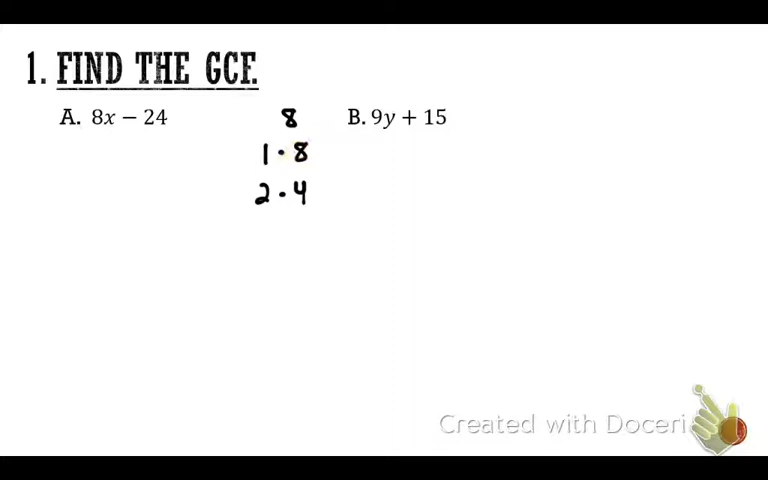 1. FIND THE GCF.
A. 8x − 24
8
1 · 8
2 · 4
B. 9y + 15
Created with Doceri